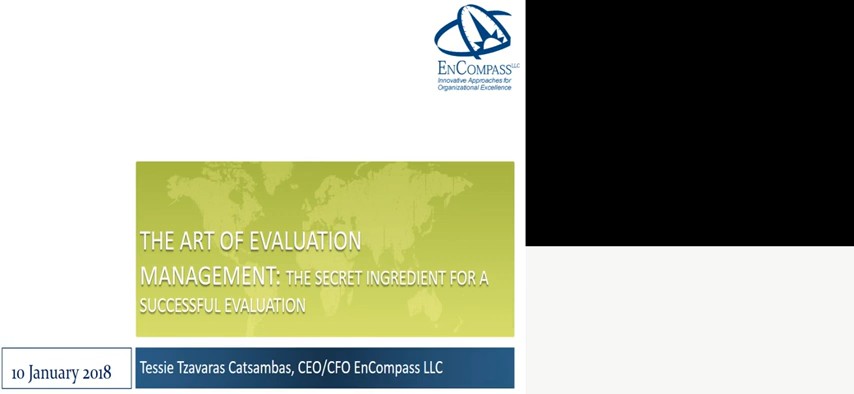 ENCOMPASS LLC
Innovative Approaches for
Organizational Excellence
THE ART OF EVALUATION
MANAGEMENT: THE SECRET INGREDIENT FOR A
SUCCESSFUL EVALUATION
10 January 2018
Tessie Tzavaras Catsambas, CEO/CFO EnCompass LLC